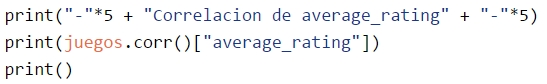 print("-"*5 + "Correlacion de average_rating" + "-"*5)
print(juegos.corr()["average_rating"])
print()